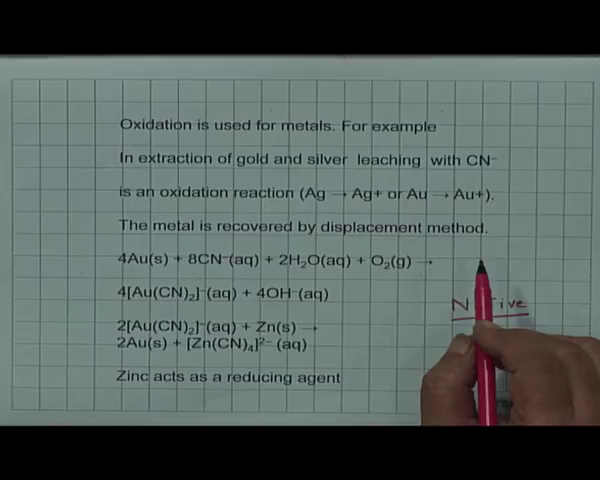 Oxidation is used for metals. For example
In extraction of gold and silver leaching with CN⁻
is an oxidation reaction (Ag → Ag+ or Au → Au+).
The metal is recovered by displacement method.
4Au(s) + 8CN⁻(aq) + 2H₂O(aq) + O₂(g) →
4[Au(CN)₂]⁻(aq) + 4OH⁻(aq)
2[Au(CN)₂]⁻(aq) + Zn(s) →
2Au(s) + [Zn(CN)₄]²⁻ (aq)
Zinc acts as a reducing agent